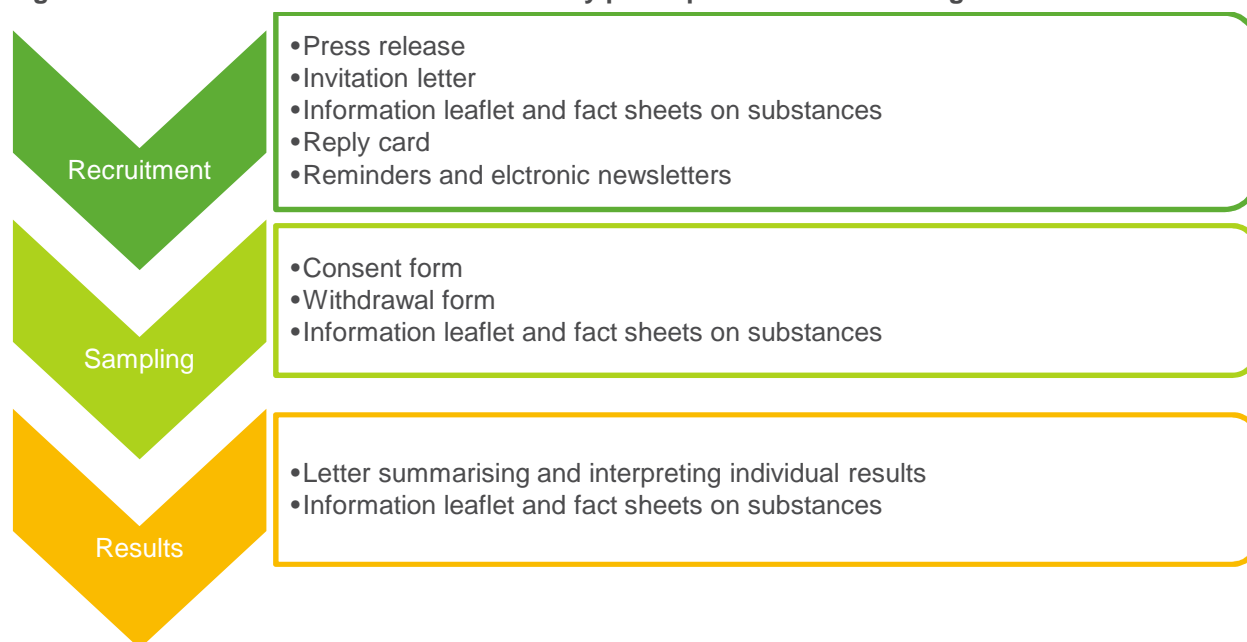 Recruitment
•Press release
•Invitation letter
•Information leaflet and fact sheets on substances
•Reply card
•Reminders and elctronic newsletters
Sampling
•Consent form
•Withdrawal form
•Information leaflet and fact sheets on substances
Results
•Letter summarising and interpreting individual results
•Information leaflet and fact sheets on substances